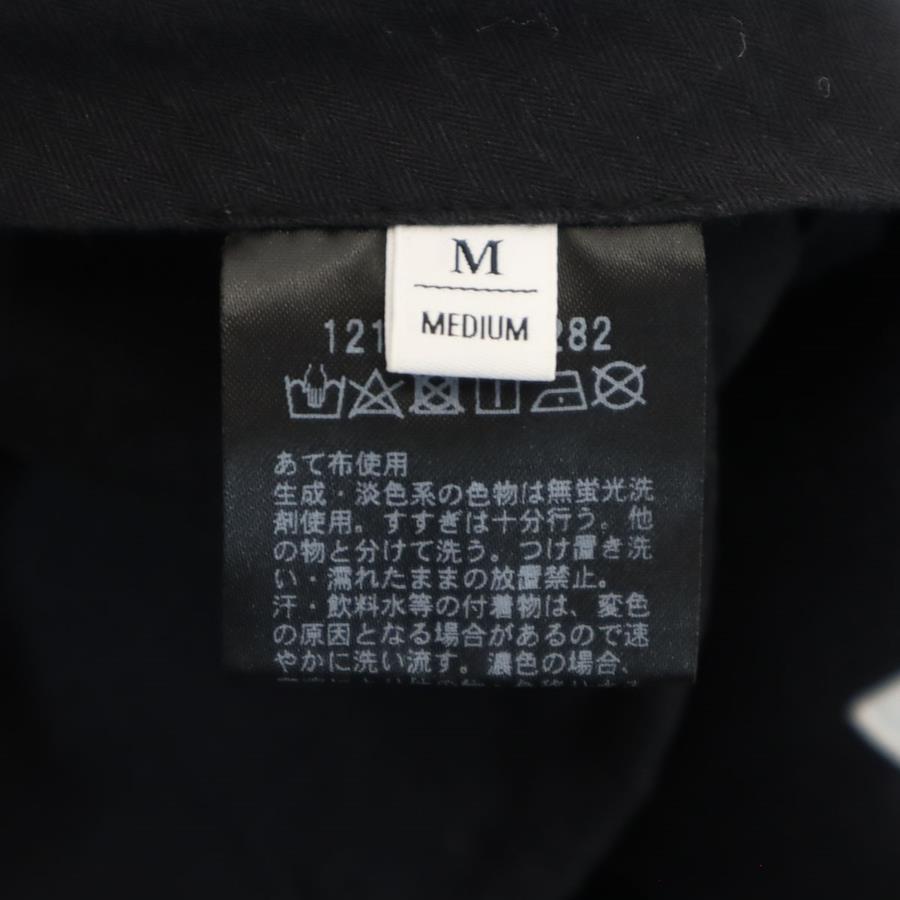 M
MEDIUM
121 282
あて布使用
生成・淡色系の色物は無蛍光洗
剤使用。すすぎは十分行う。他
の物と分けて洗う。つけ置き洗
い・濡れたままの放置禁止。
汗・飲料水等の付着物は、変色
の原因となる場合があるので速
やかに洗い流す。濃色の場合、